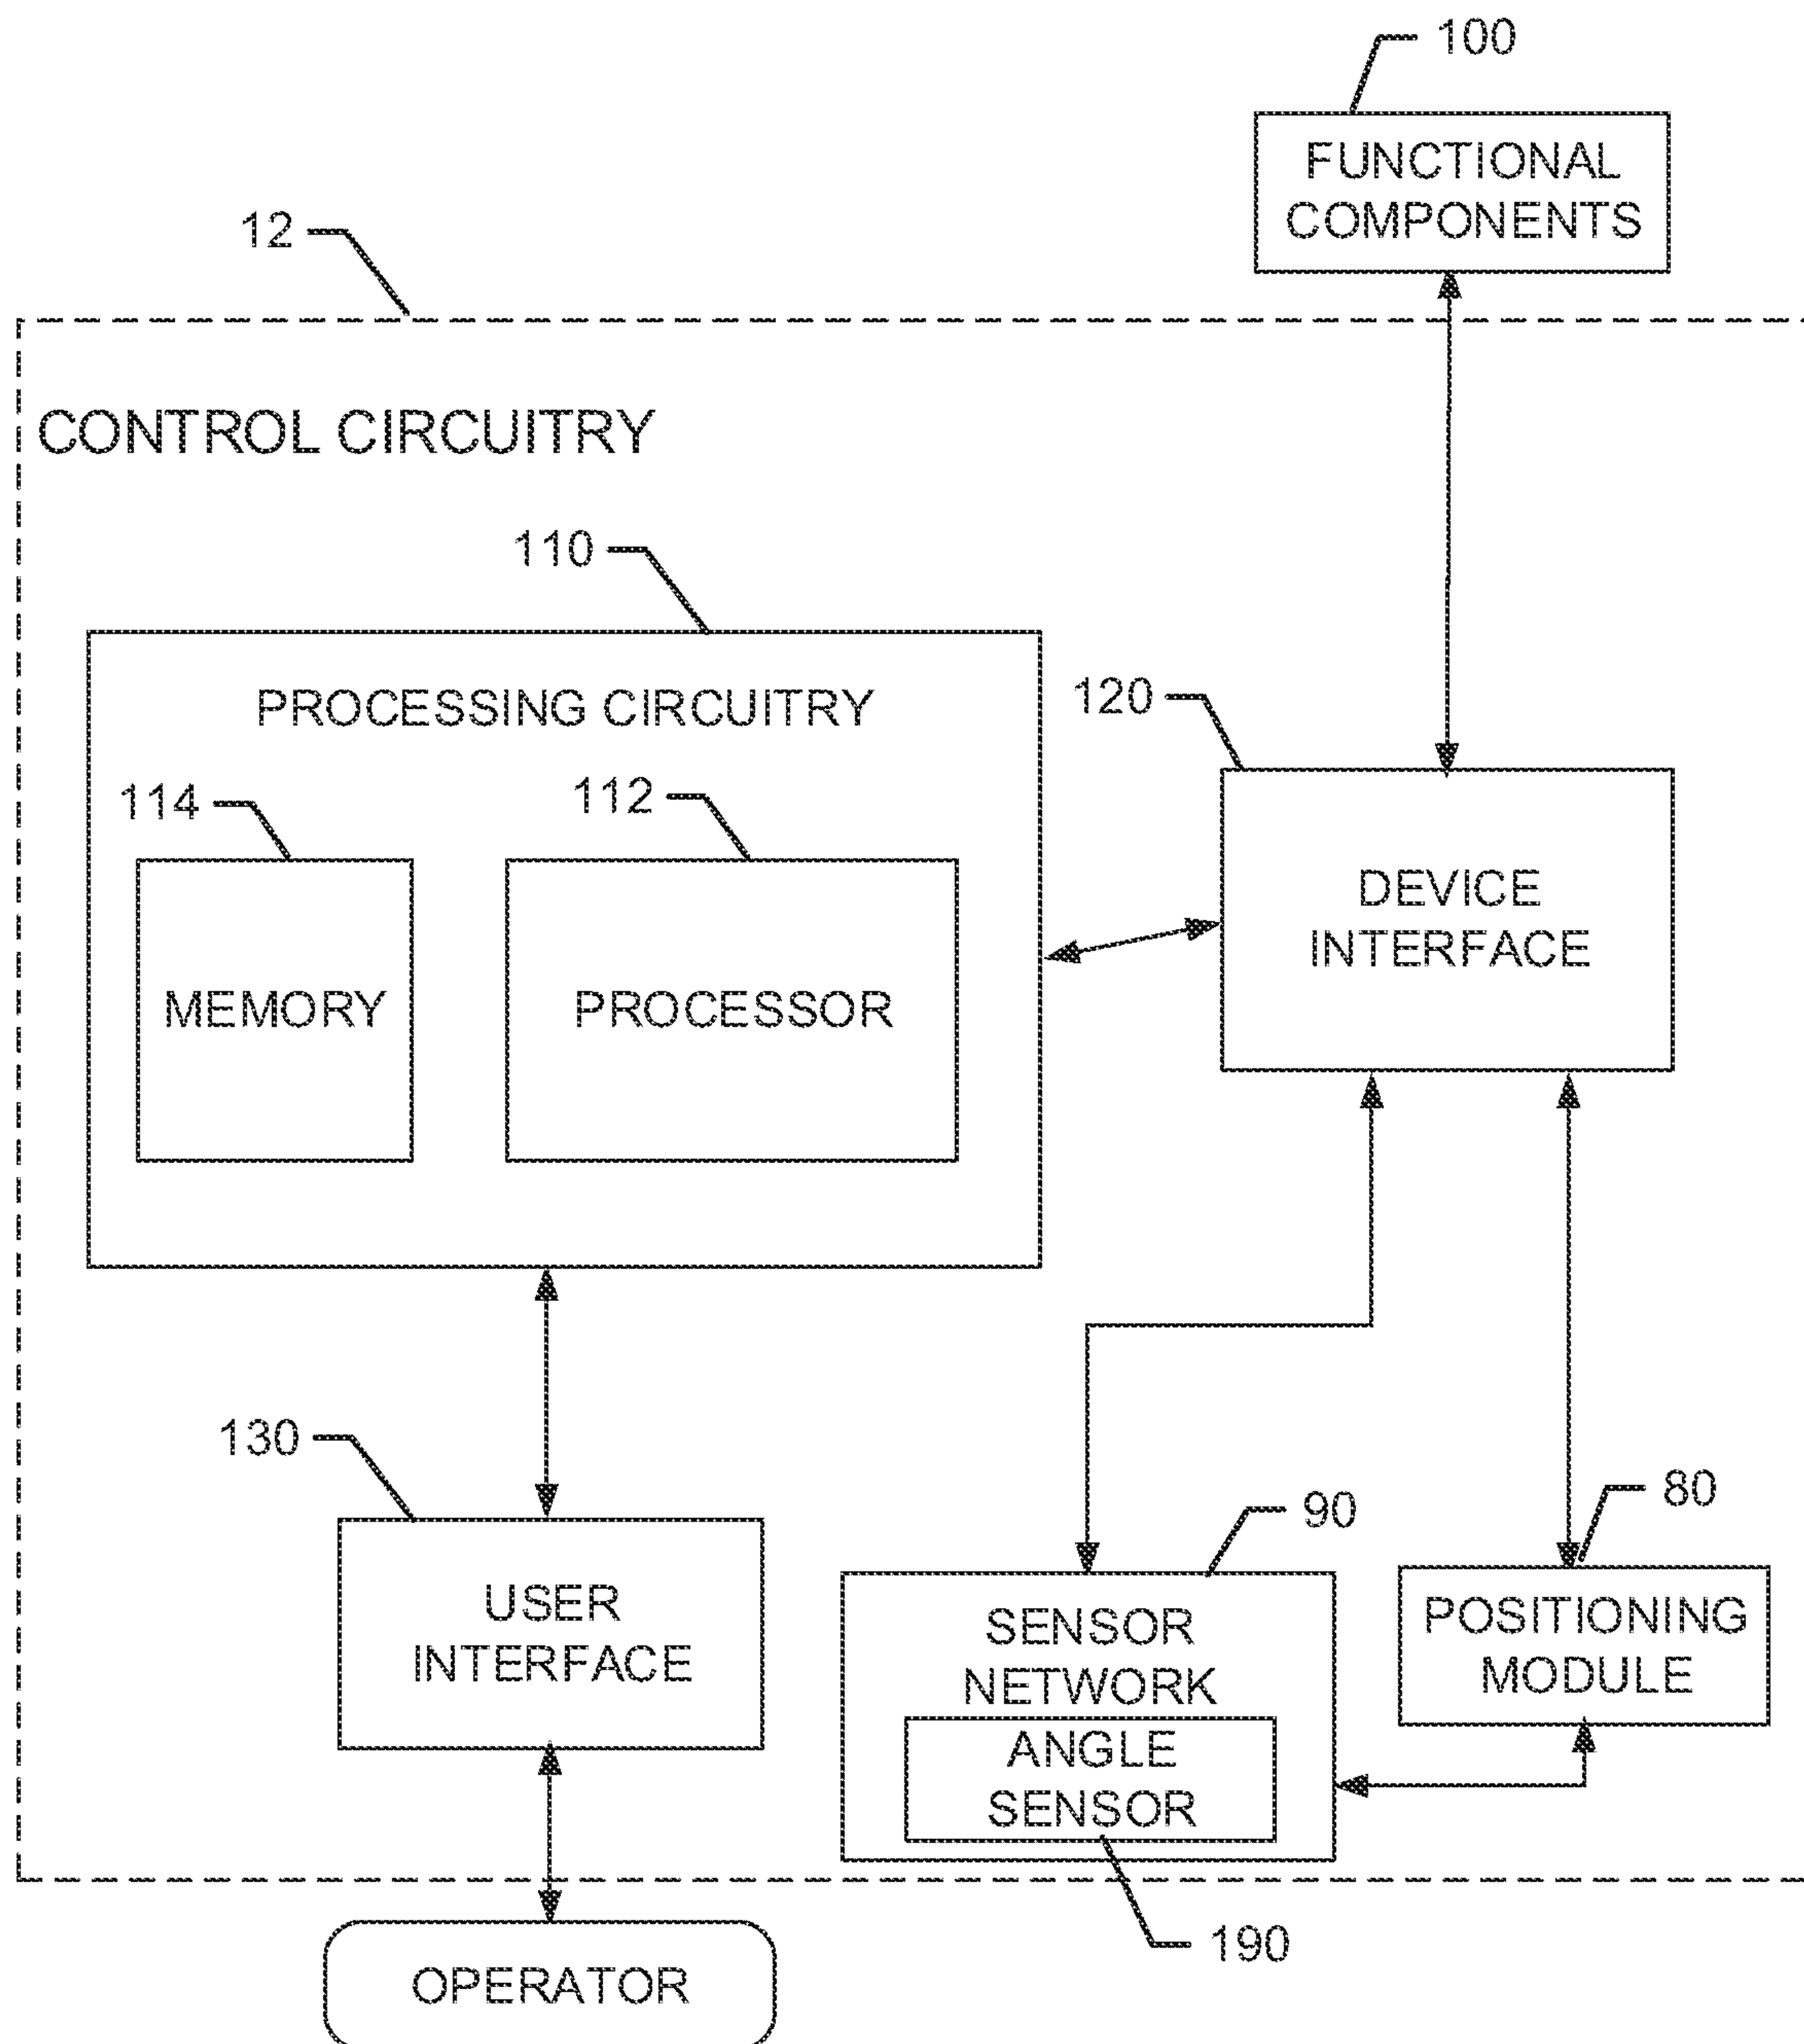 100
FUNCTIONAL
COMPONENTS
12
CONTROL CIRCUITRY
110
PROCESSING CIRCUITRY
120
114
112
MEMORY
PROCESSOR
DEVICE
INTERFACE
130
90
80
USER
INTERFACE
SENSOR
NETWORK
ANGLE
SENSOR
POSITIONING
MODULE
190
OPERATOR